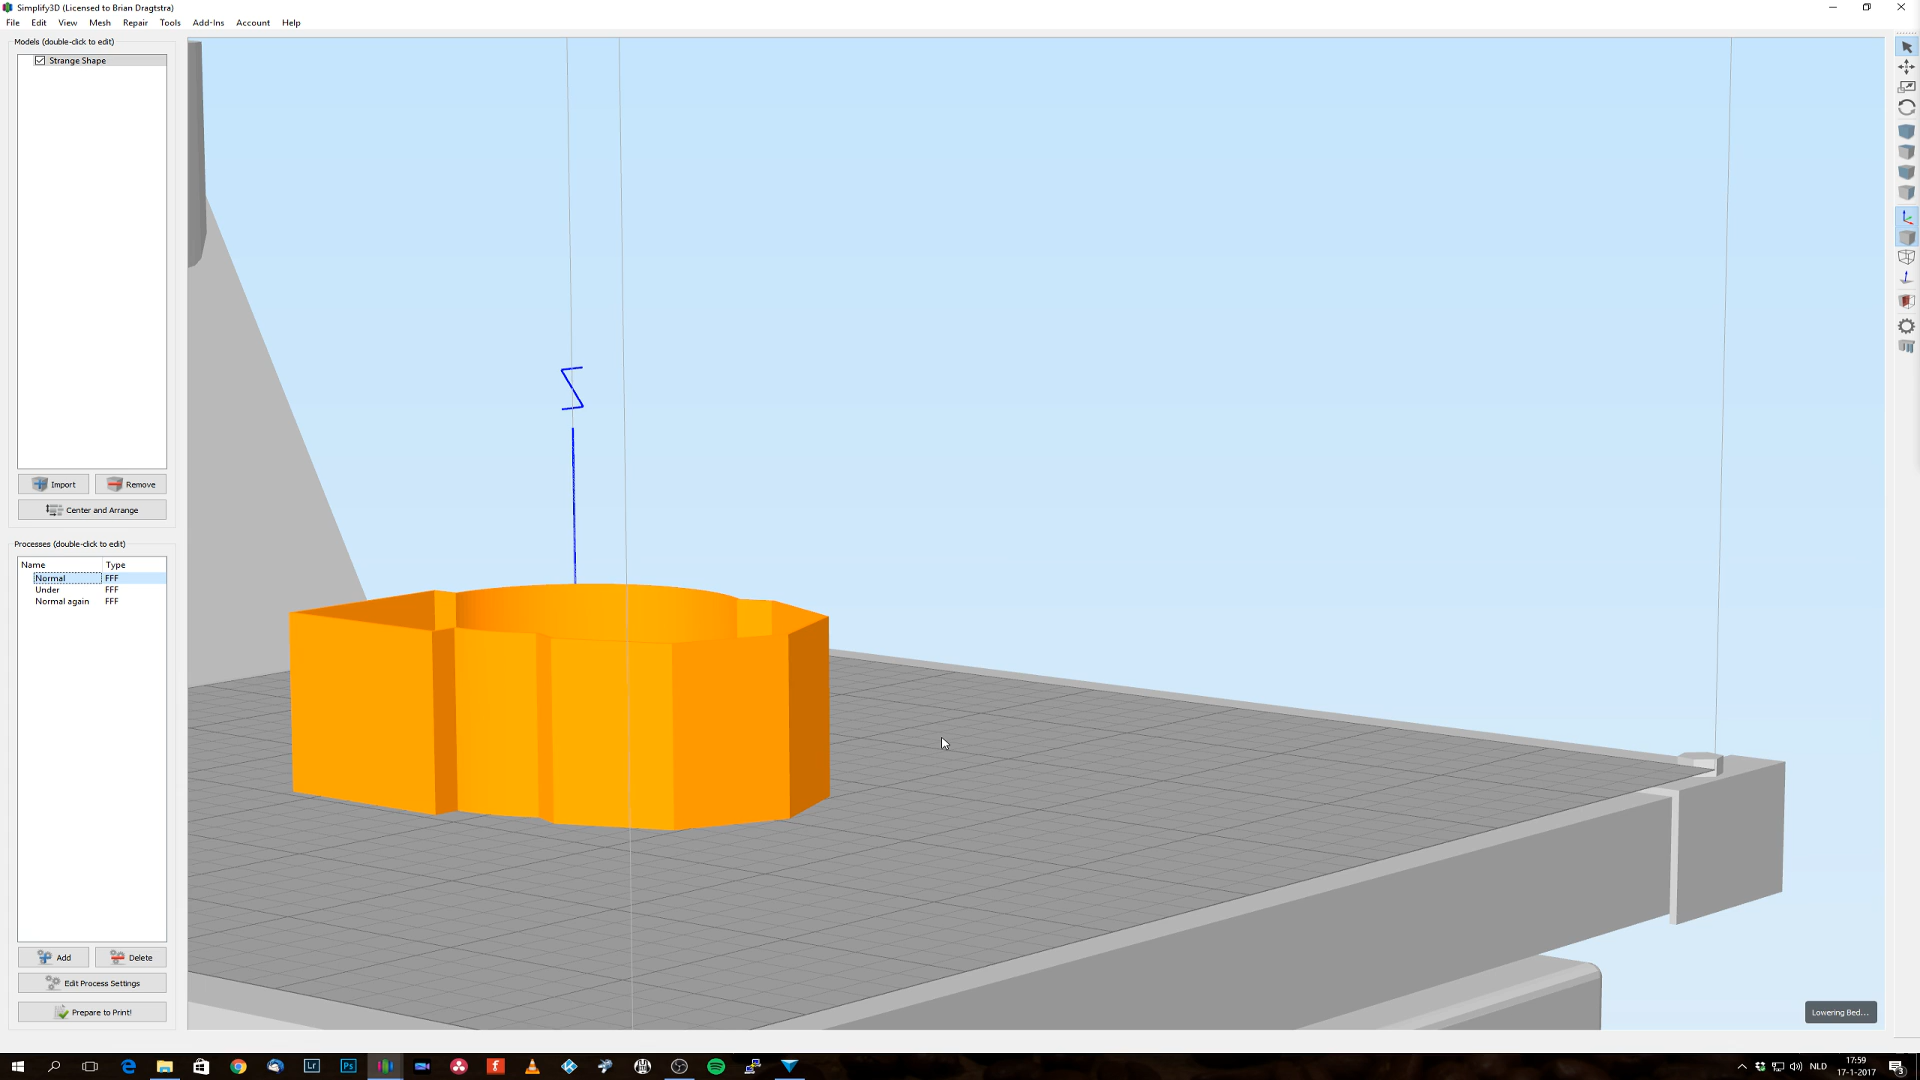 Simplify3D (Licensed to Brian Dragtstra)
File Edit View Mesh Repair Tools Add-Ins Account Help
Models (double-click to edit)
Strange Shape
Import Remove
Center and Arrange
Processes (double-click to edit)
Name Type
Normal FFF
Under FFF
Normal again FFF
Add Delete
Edit Process Settings
Prepare to Print!
Z
Lowering Bed...
Lr Ps
NLD
17:59
17-1-2017
3